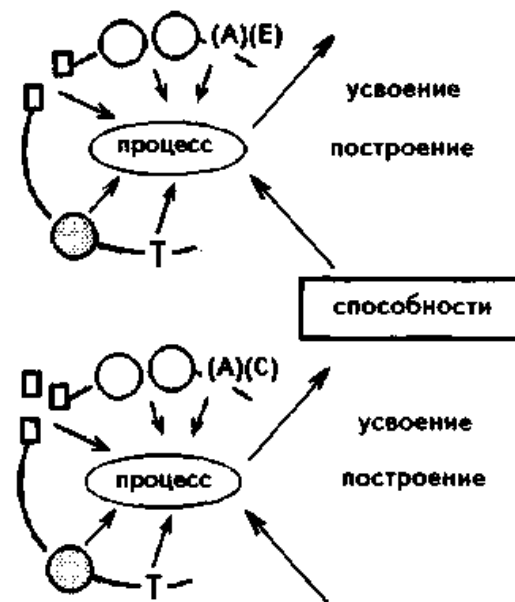 (A)(E)
усвоение
процесс
построение
T
способности
(A)(C)
усвоение
процесс
построение
T